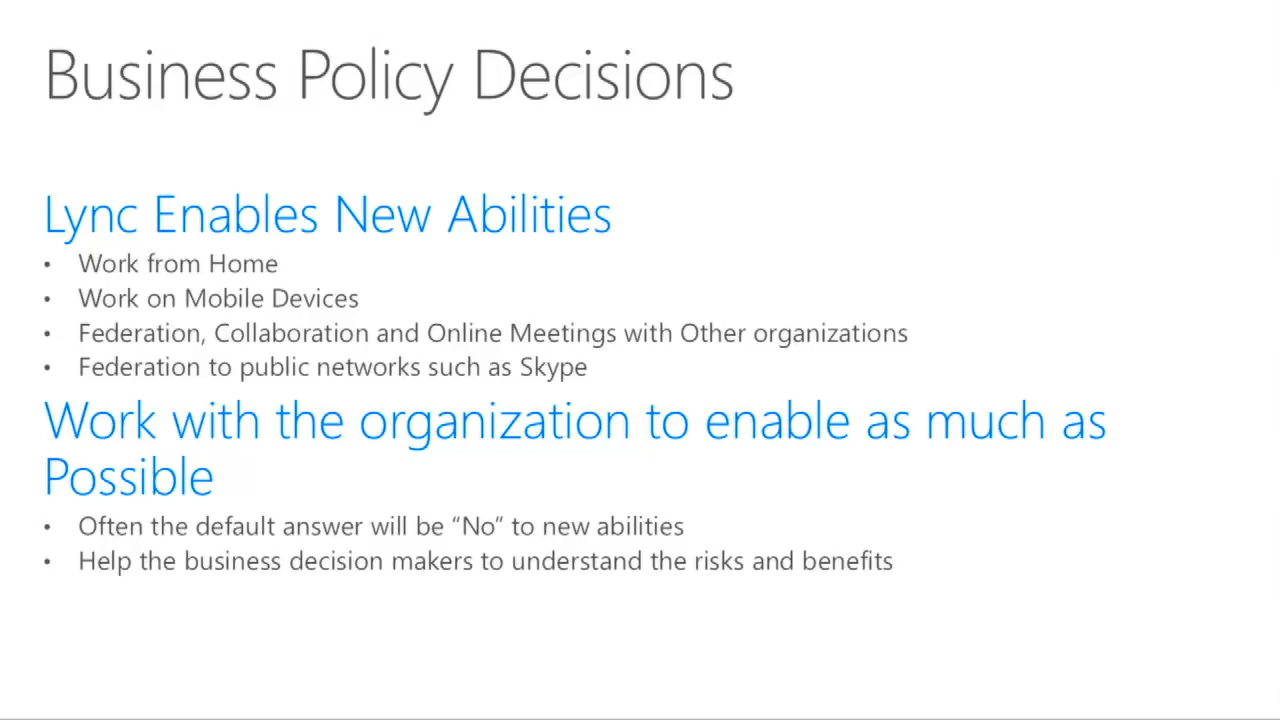 Business Policy Decisions
Lync Enables New Abilities
• Work from Home
• Work on Mobile Devices
• Federation, Collaboration and Online Meetings with Other organizations
• Federation to public networks such as Skype
Work with the organization to enable as much as
Possible
• Often the default answer will be “No” to new abilities
• Help the business decision makers to understand the risks and benefits